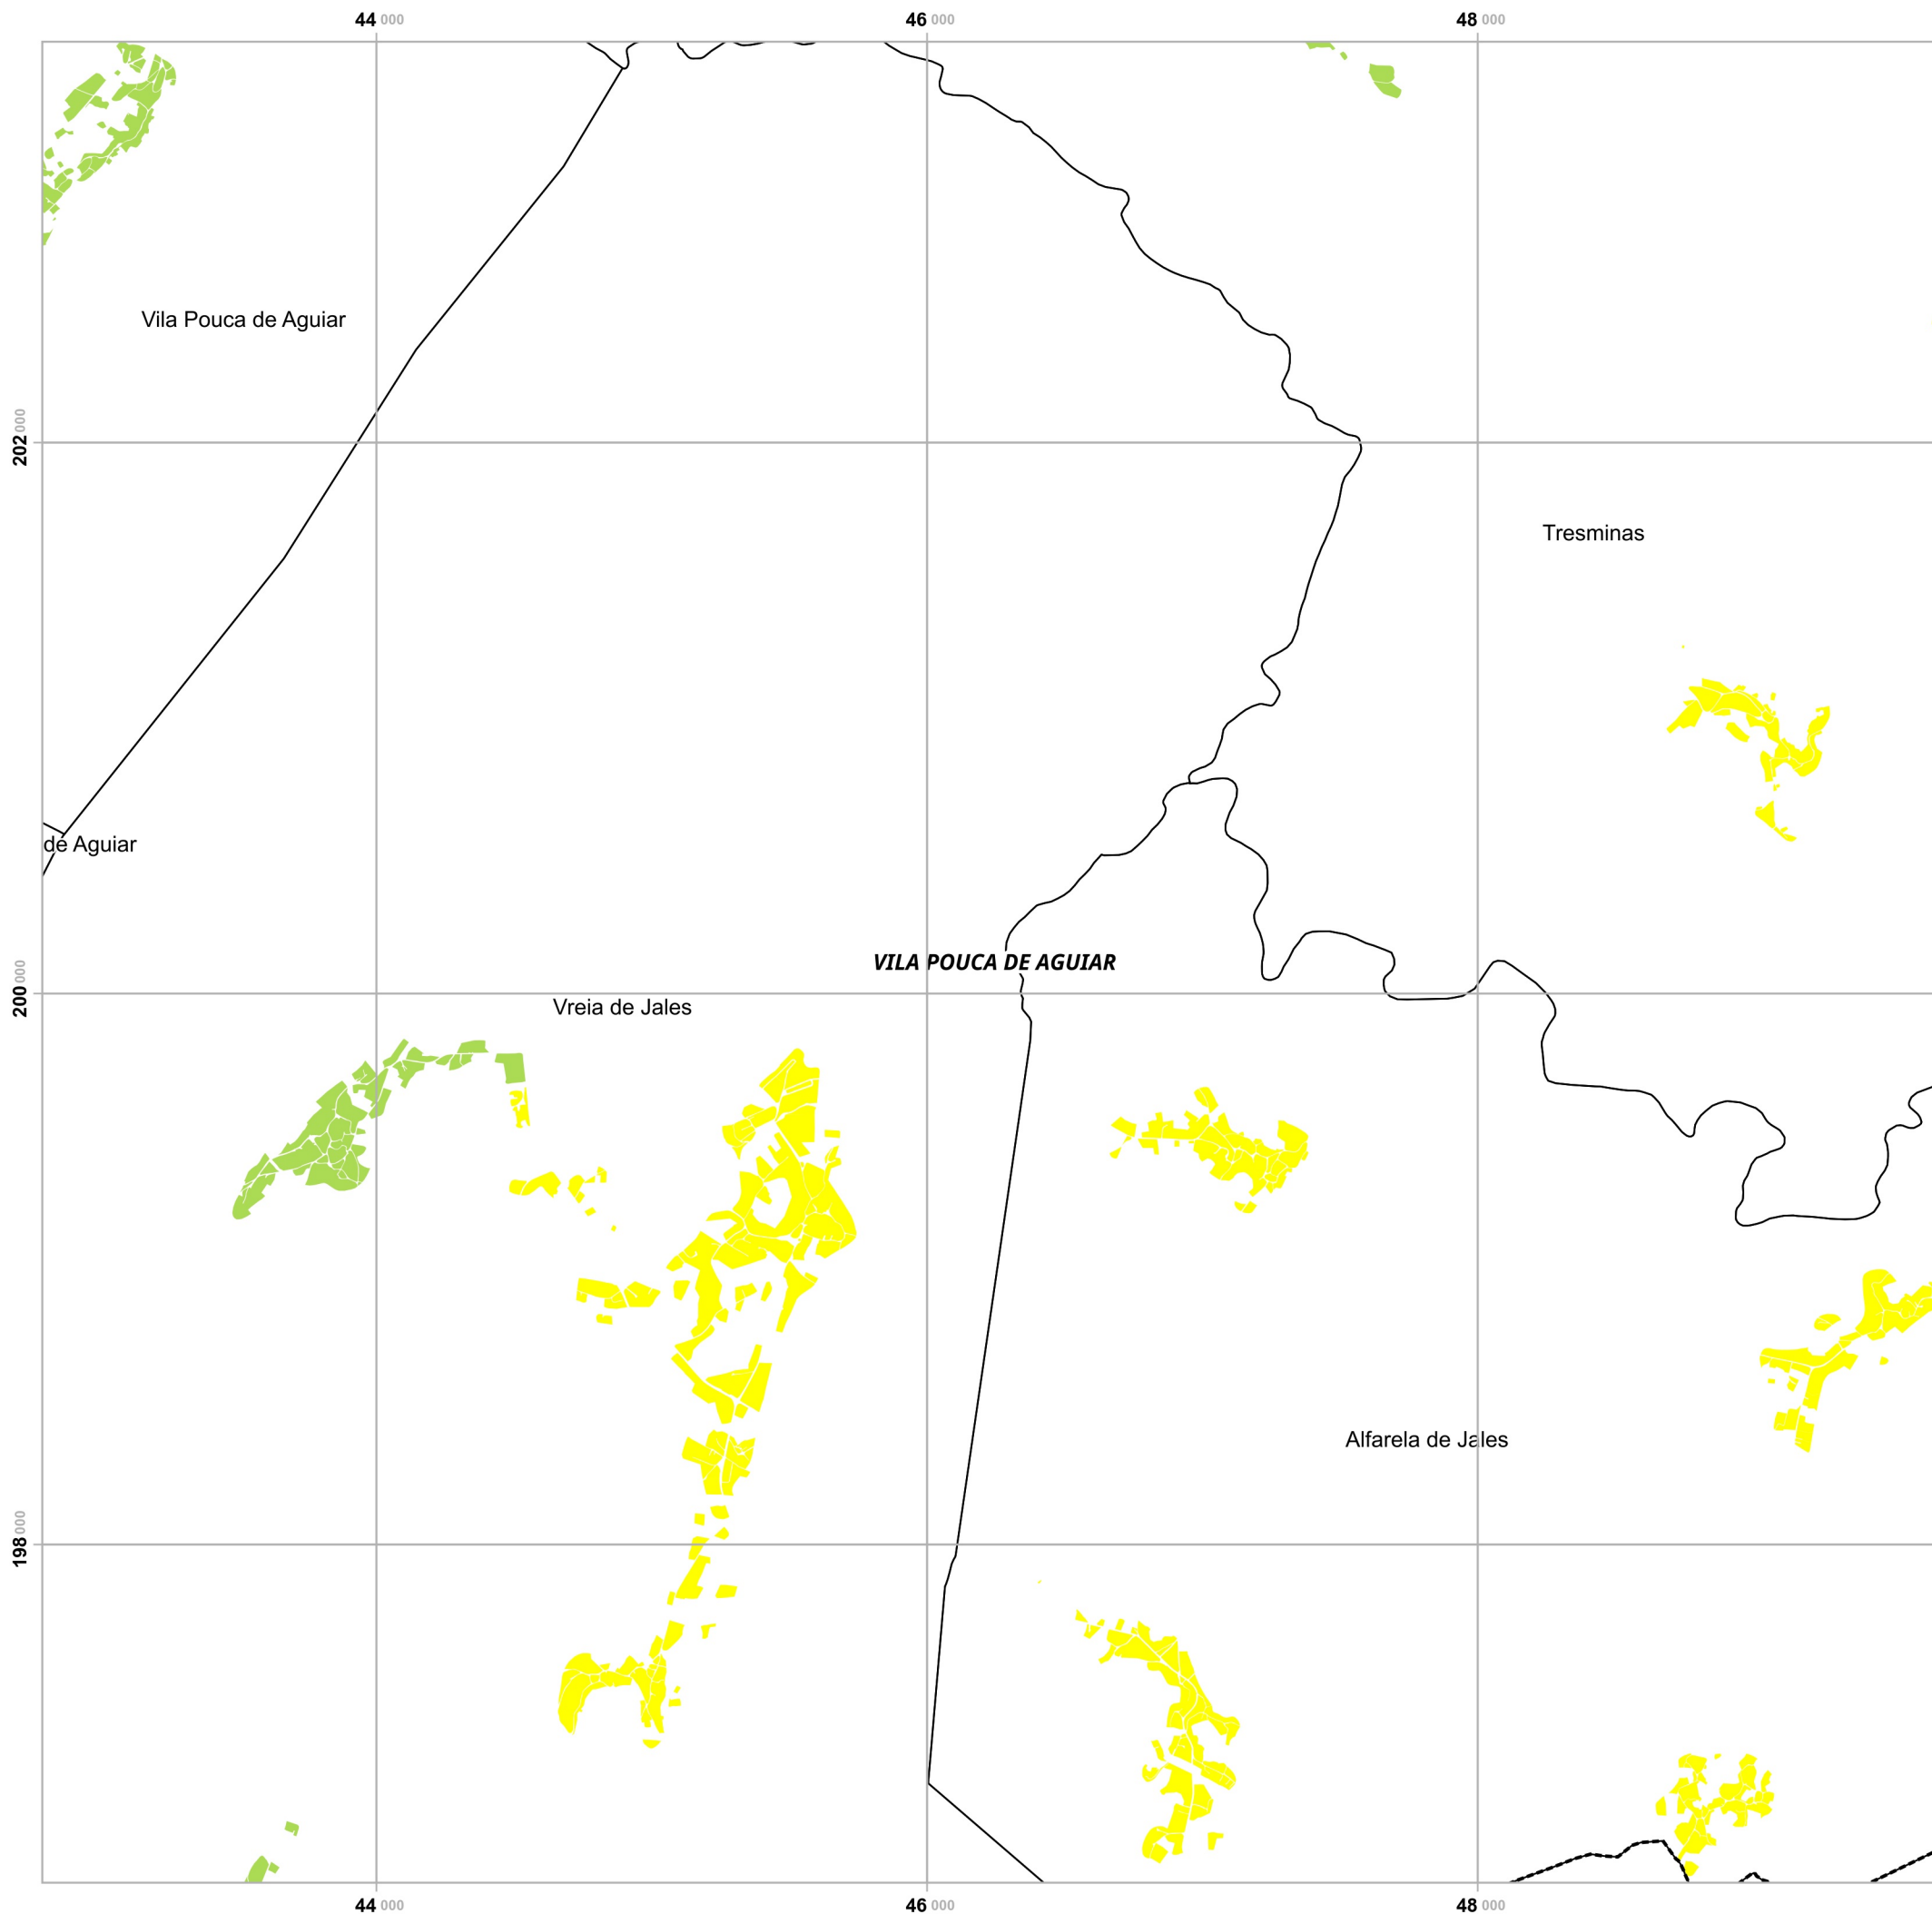 44 000 46 000 48 000
Vila Pouca de Aguiar
202 000
Tresminas
de Aguiar
VILA POUCA DE AGUIAR
200 000
Vreia de Jales
Alfarela de Jales
198 000
44 000 46 000 48 000